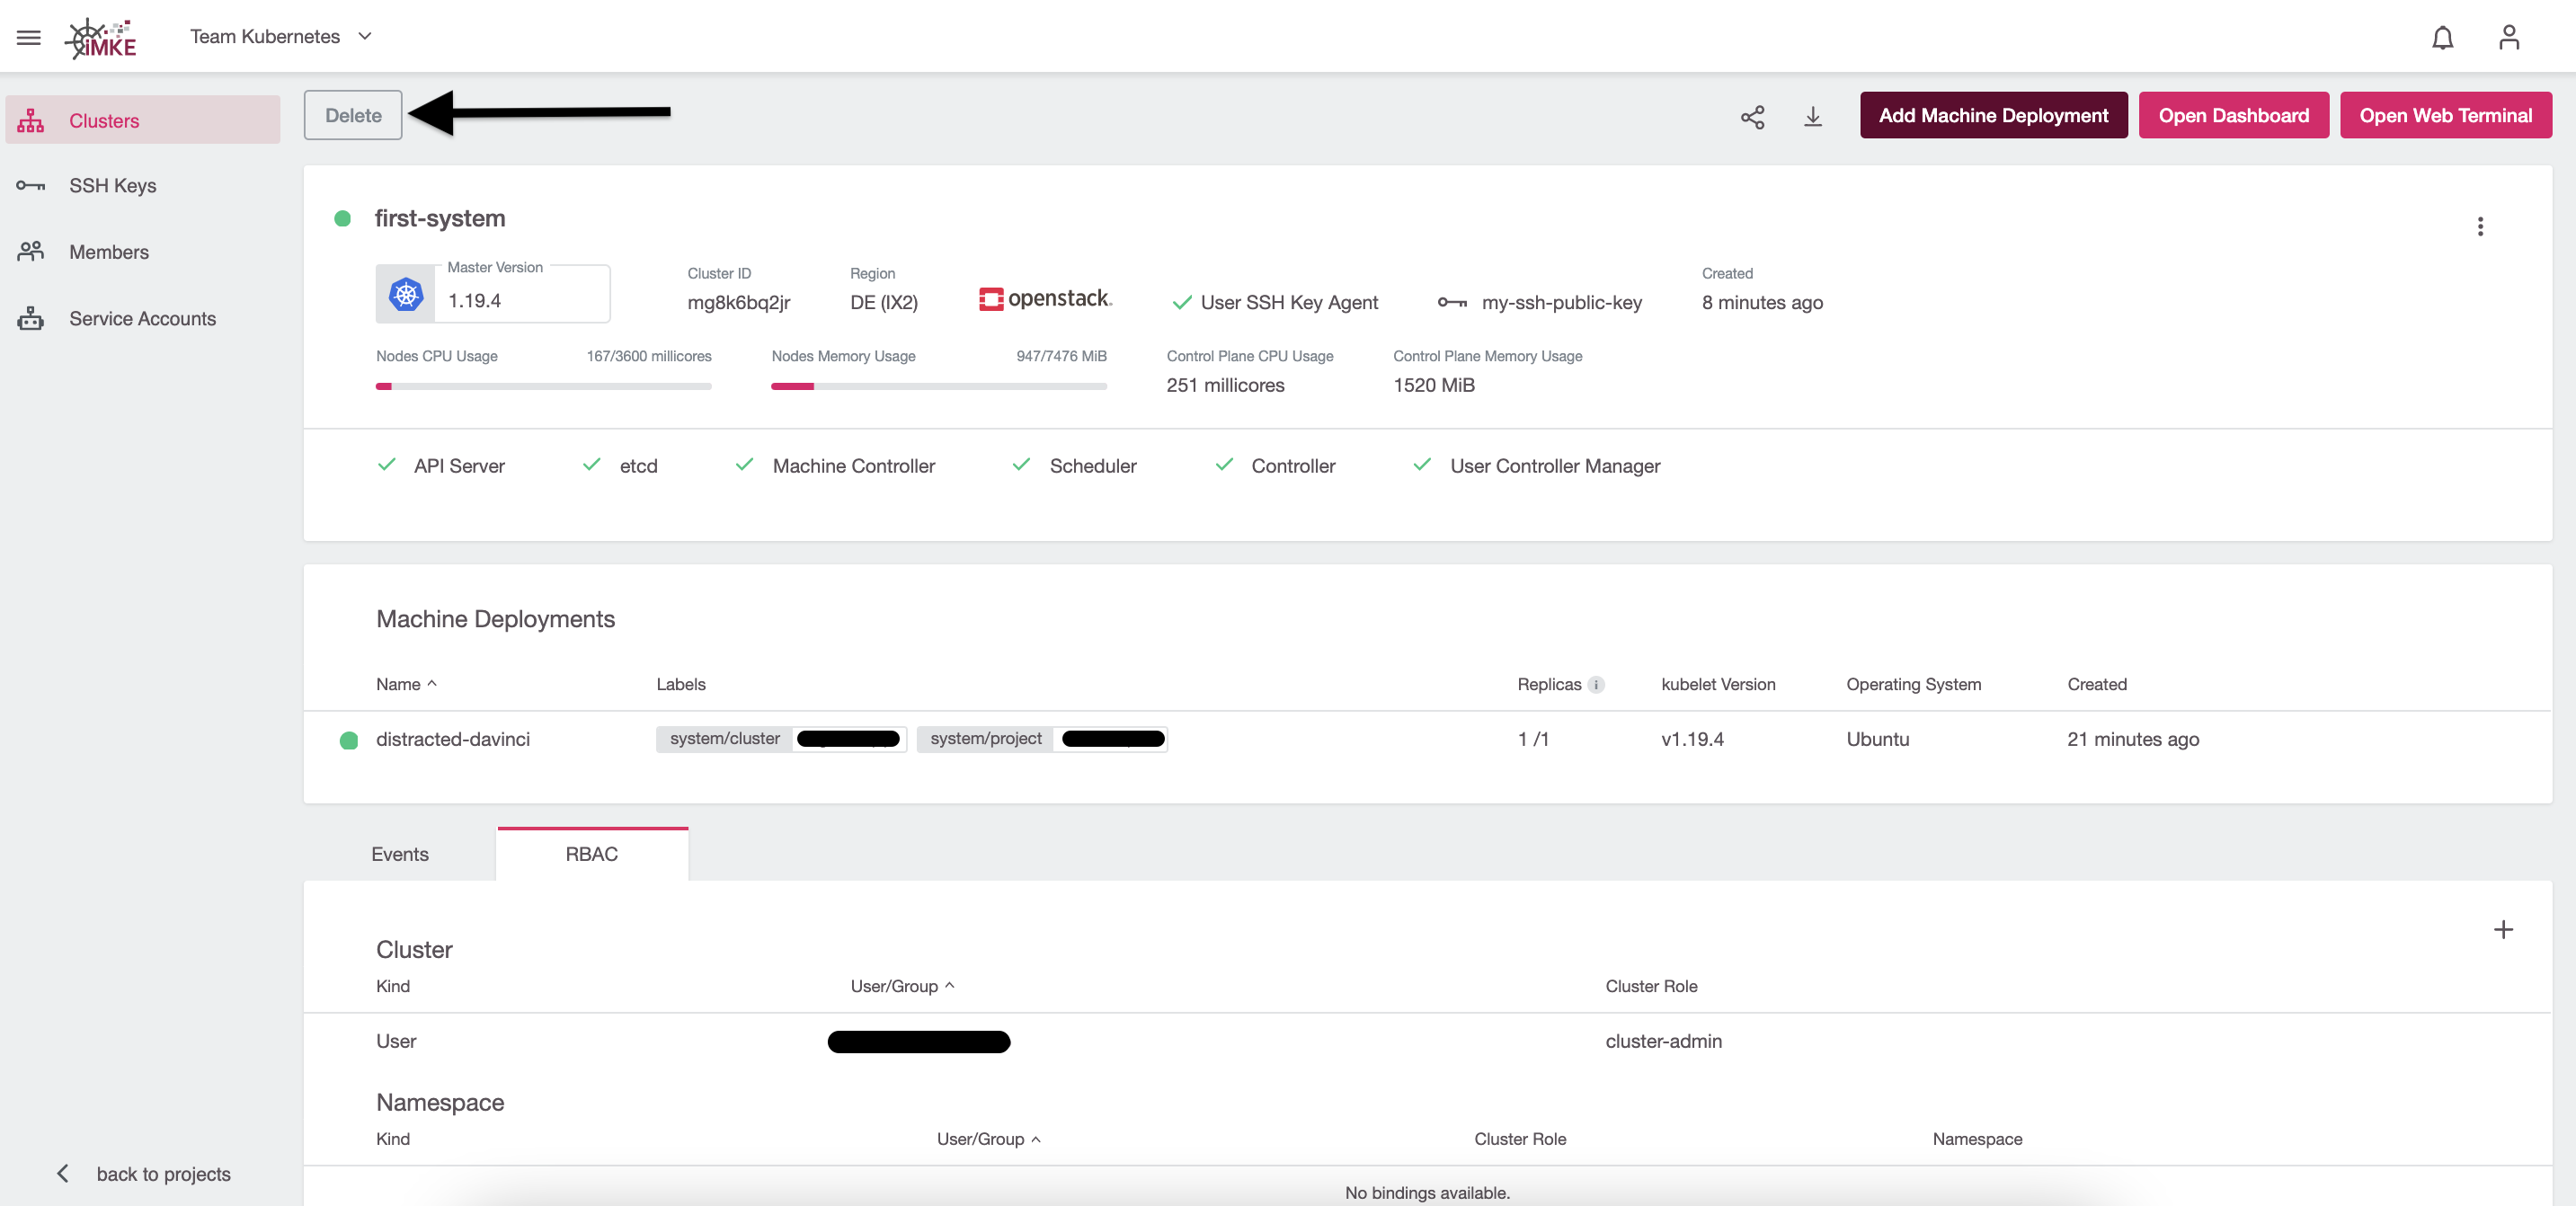 iMKE Team Kubernetes
Clusters
SSH Keys
Members
Service Accounts
back to projects
Delete Add Machine Deployment Open Dashboard Open Web Terminal
first-system
Master Version
1.19.4
Cluster ID
mg8k6bq2jr
Region
DE (IX2)
openstack.
User SSH Key Agent
my-ssh-public-key
Created
8 minutes ago
Nodes CPU Usage 167/3600 millicores
Nodes Memory Usage 947/7476 MiB
Control Plane CPU Usage
251 millicores
Control Plane Memory Usage
1520 MiB
API Server etcd Machine Controller Scheduler Controller User Controller Manager
Machine Deployments
Name Labels Replicas i kubelet Version Operating System Created
distracted-davinci system/cluster system/project 1 /1 v1.19.4 Ubuntu 21 minutes ago
Events RBAC
Cluster
Kind User/Group Cluster Role
User cluster-admin
Namespace
Kind User/Group Cluster Role Namespace
No bindings available.